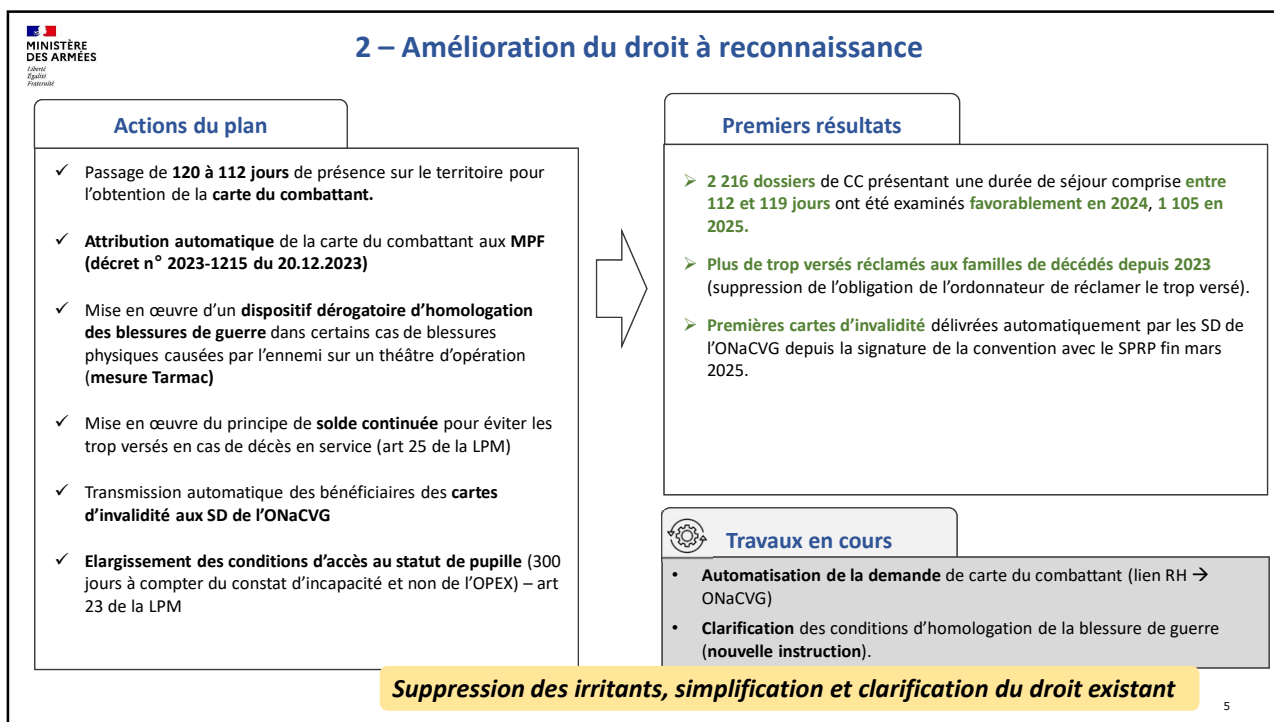 MINISTÈRE
DES ARMÉES
Liberté
Égalité
Fraternité
2 – Amélioration du droit à reconnaissance
Actions du plan
✓ Passage de 120 à 112 jours de présence sur le territoire pour
l’obtention de la carte du combattant.
✓ Attribution automatique de la carte du combattant aux MPF
(décret n° 2023-1215 du 20.12.2023)
✓ Mise en œuvre d’un dispositif dérogatoire d’homologation
des blessures de guerre dans certains cas de blessures
physiques causées par l’ennemi sur un théâtre d’opération
(mesure Tarmac)
✓ Mise en œuvre du principe de solde continuée pour éviter les
trop versés en cas de décès en service (art 25 de la LPM)
✓ Transmission automatique des bénéficiaires des cartes
d’invalidité aux SD de l’ONaCVG
✓ Elargissement des conditions d’accès au statut de pupille (300
jours à compter du constat d’incapacité et non de l’OPEX) – art
23 de la LPM
Premiers résultats
➢ 2 216 dossiers de CC présentant une durée de séjour comprise entre
112 et 119 jours ont été examinés favorablement en 2024, 1 105 en
2025.
➢ Plus de trop versés réclamés aux familles de décédés depuis 2023
(suppression de l’obligation de l’ordonnateur de réclamer le trop versé).
➢ Premières cartes d’invalidité délivrées automatiquement par les SD de
l’ONaCVG depuis la signature de la convention avec le SPRP fin mars
2025.
Travaux en cours
• Automatisation de la demande de carte du combattant (lien RH →
ONaCVG)
• Clarification des conditions d’homologation de la blessure de guerre
(nouvelle instruction).
Suppression des irritants, simplification et clarification du droit existant
5